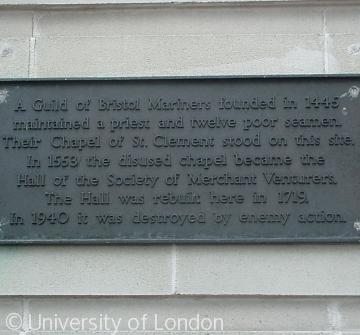 A Guild of Bristol Mariners founded in 1445
maintained a priest and twelve poor seamen.
Their Chapel of St. Clement stood on this site.
In 1553 the disused chapel became the
Hall of the Society of Merchant Venturers.
The Hall was rebuilt here in 1719.
In 1940 it was destroyed by enemy action.
©University of London